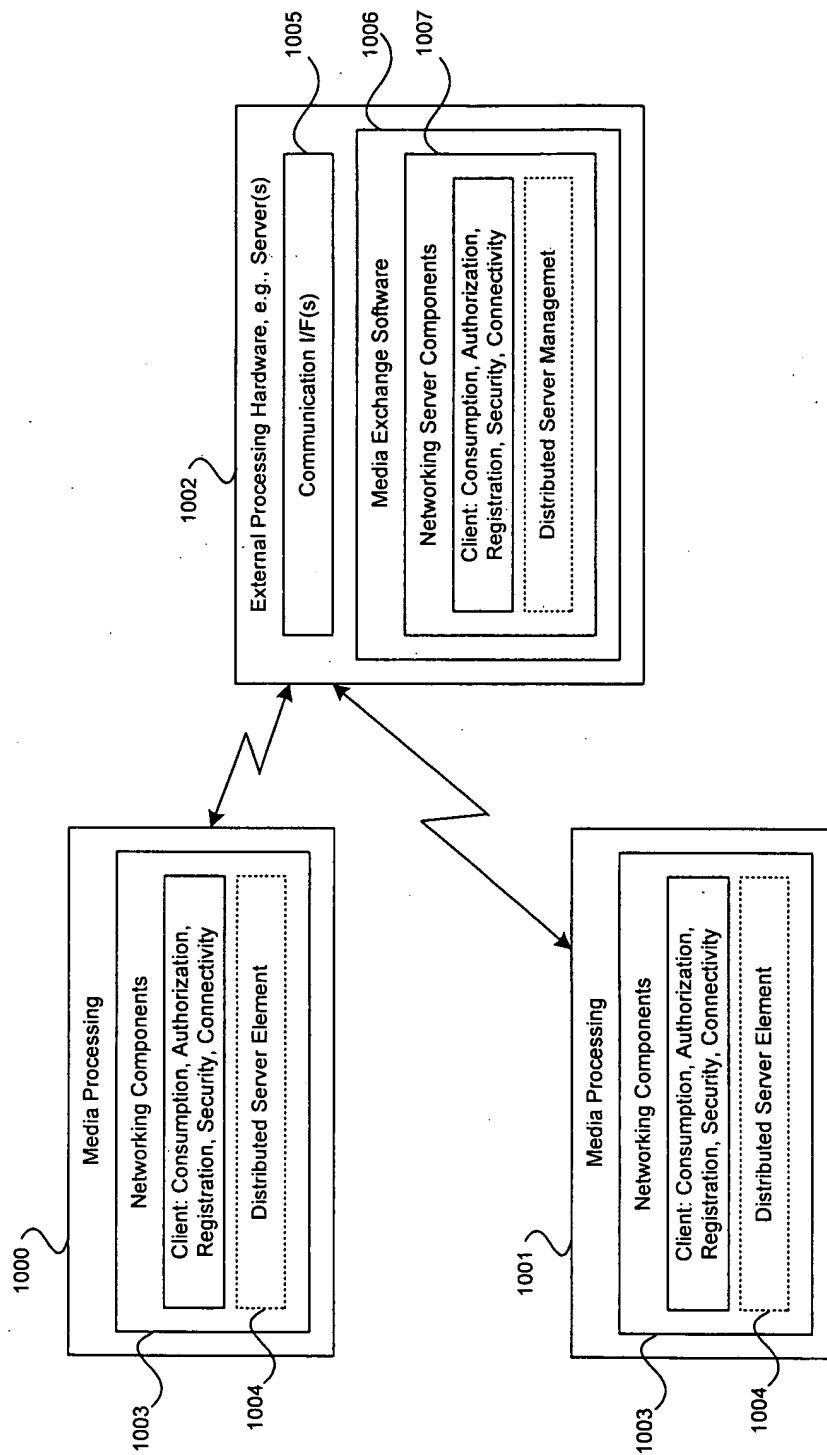 1000
Media Processing
Networking Components
Client: Consumption, Authorization,
Registration, Security, Connectivity
Distributed Server Element
1003
1004
1001
Media Processing
Networking Components
Client: Consumption, Authorization,
Registration, Security, Connectivity
Distributed Server Element
1003
1004
1002
External Processing Hardware, e.g., Server(s)
Communication I/F(s)
Media Exchange Software
Networking Server Components
Client: Consumption, Authorization,
Registration, Security, Connectivity
Distributed Server Managemet
1005
1006
1007